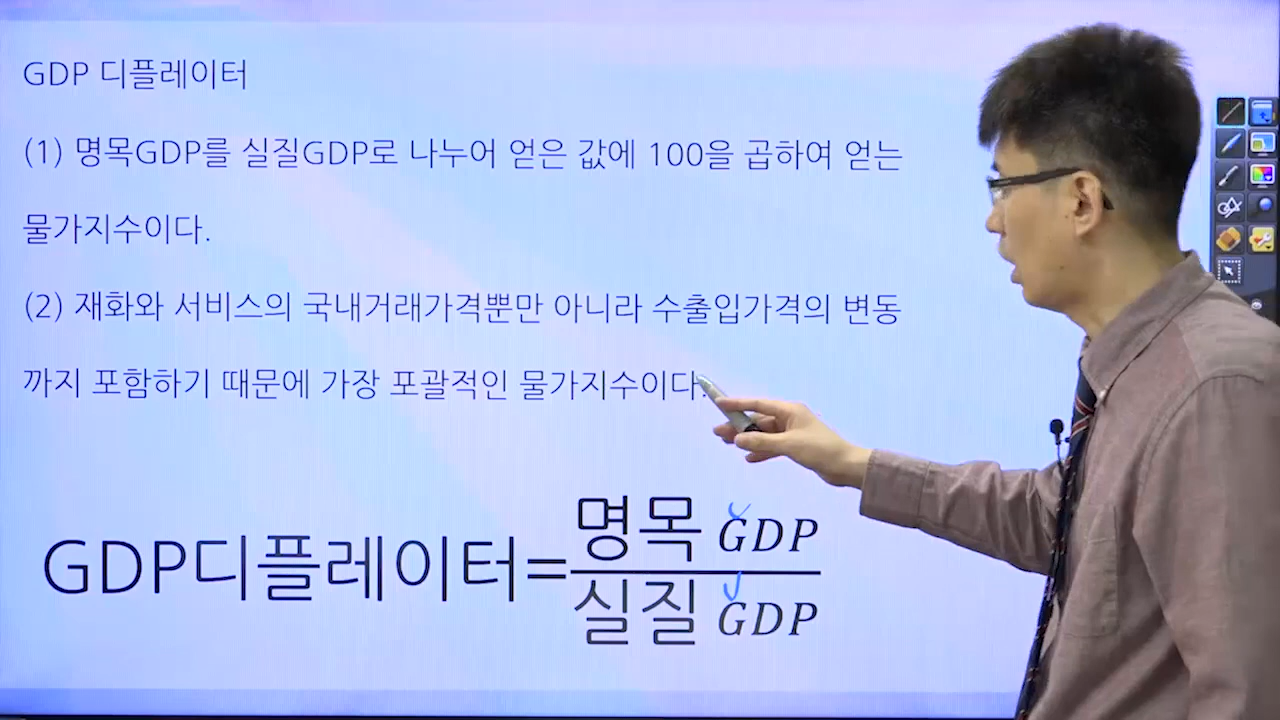 GDP 디플레이터
(1) 명목GDP를 실질GDP로 나누어 얻은 값에 100을 곱하여 얻는
물가지수이다.
(2) 재화와 서비스의 국내거래가격뿐만 아니라 수출입가격의 변동
까지 포함하기 때문에 가장 포괄적인 물가지수이다.
GDP디플레이터=
명목 GDP
실질 GDP